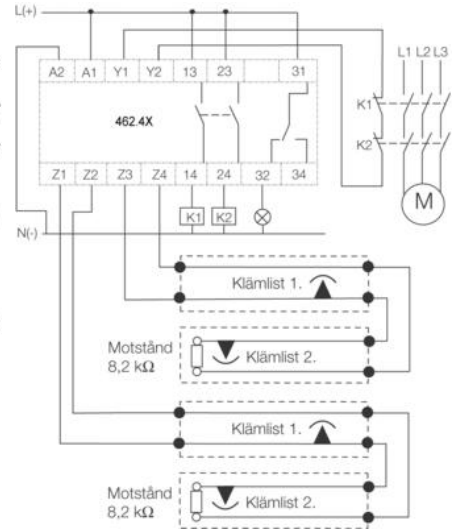 L(+)
L1 L2 L3
A2 A1 Y1 Y2 13 23 31
K1
462.4X
K2
Z1 Z2 Z3 Z4 14 24 32 34
M
K1 K2
N(-)
Klämlist 1.
Motstånd
8,2 kΩ
Klämlist 2.
Klämlist 1.
Motstånd
8,2 kΩ
Klämlist 2.